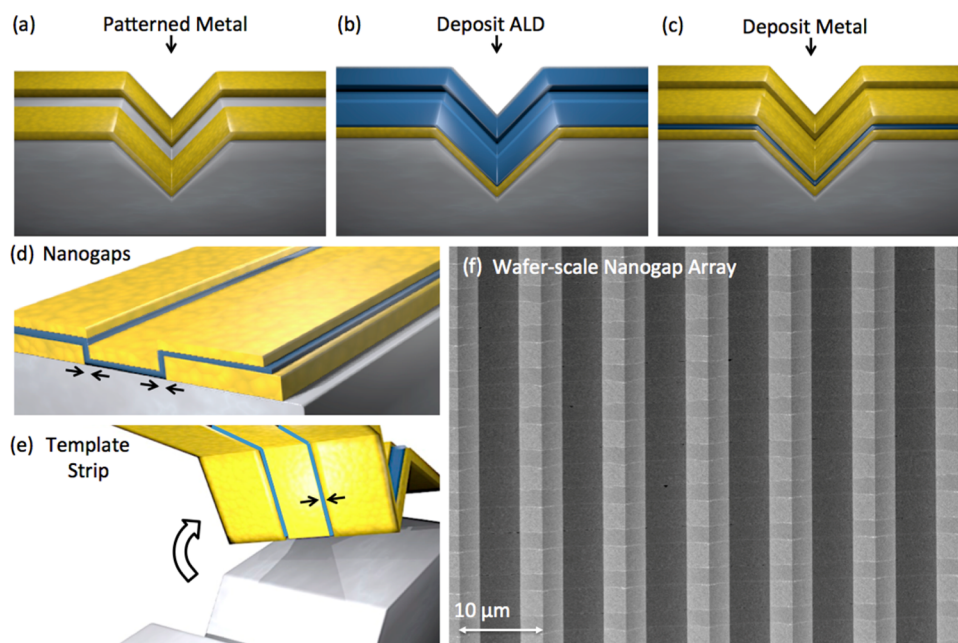 (a) Patterned Metal
(b) Deposit ALD
(c) Deposit Metal
(d) Nanogaps
(e) Template
Strip
(f) Wafer-scale Nanogap Array
10 μm